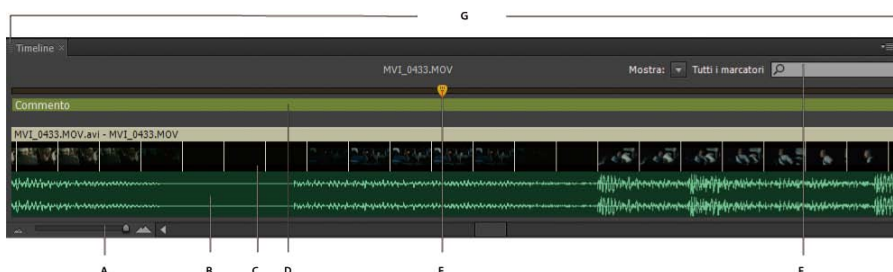 G
Timeline ×
MVI_0433.MOV Mostra: Tutti i marcatori
Commento
MVI_0433.MOV.avi - MVI_0433.MOV
A B C D E F